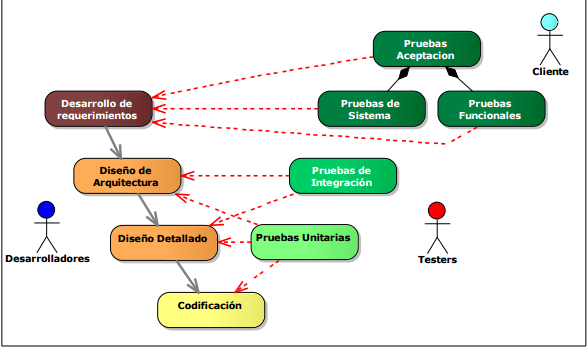 Pruebas
Aceptacion
Cliente
Desarrollo de
requerimientos
Pruebas de
Sistema
Pruebas
Funcionales
Diseño de
Arquitectura
Pruebas de
Integración
Diseño Detallado
Pruebas Unitarias
Desarrolladores
Testers
Codificación